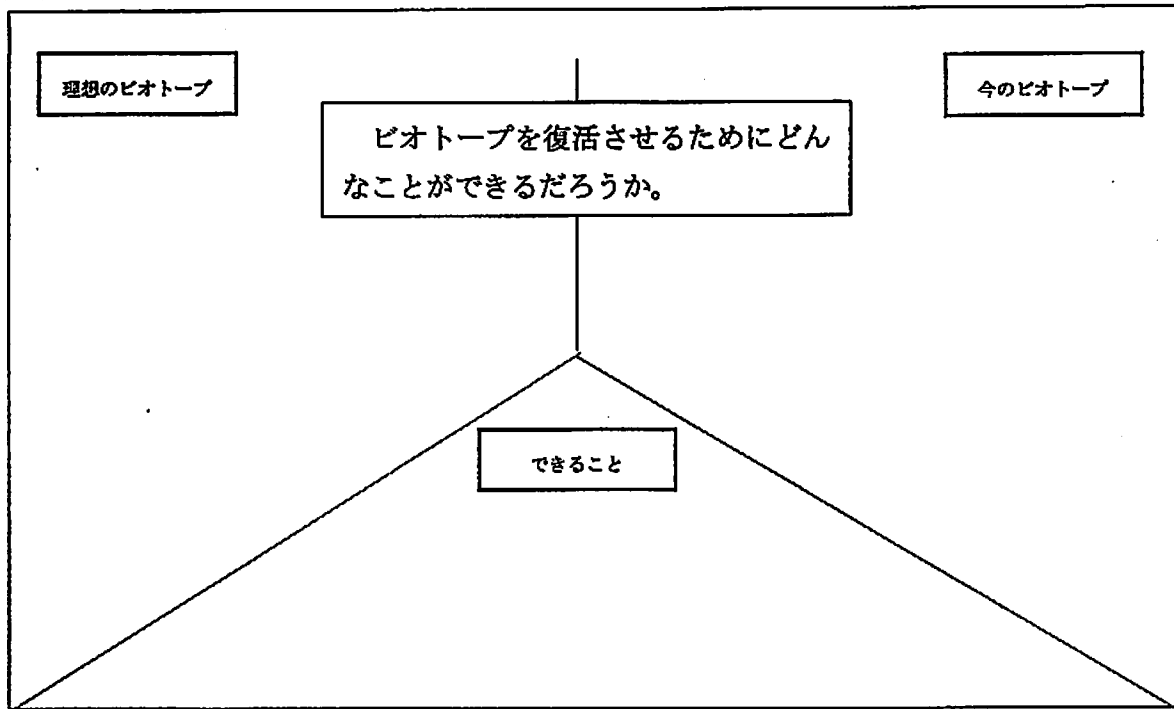 理想のビオトープ
今のビオトープ
ビオトープを復活させるためにどん
なことができるだろうか。
できること